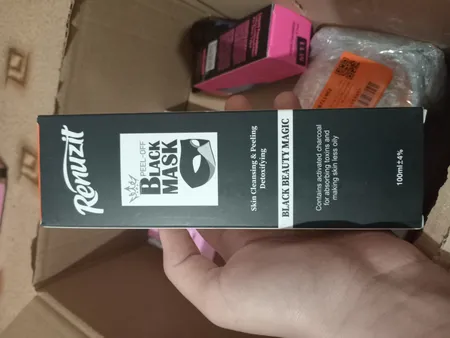 Renuzit
PEEL-OFF
BLACK
MASK
Skin Cleansing & Peeling
Detoxifying
BLACK BEAUTY MAGIC
Contains activated charcoal
for absorbing toxins and
making skin less oily
100ml±4%